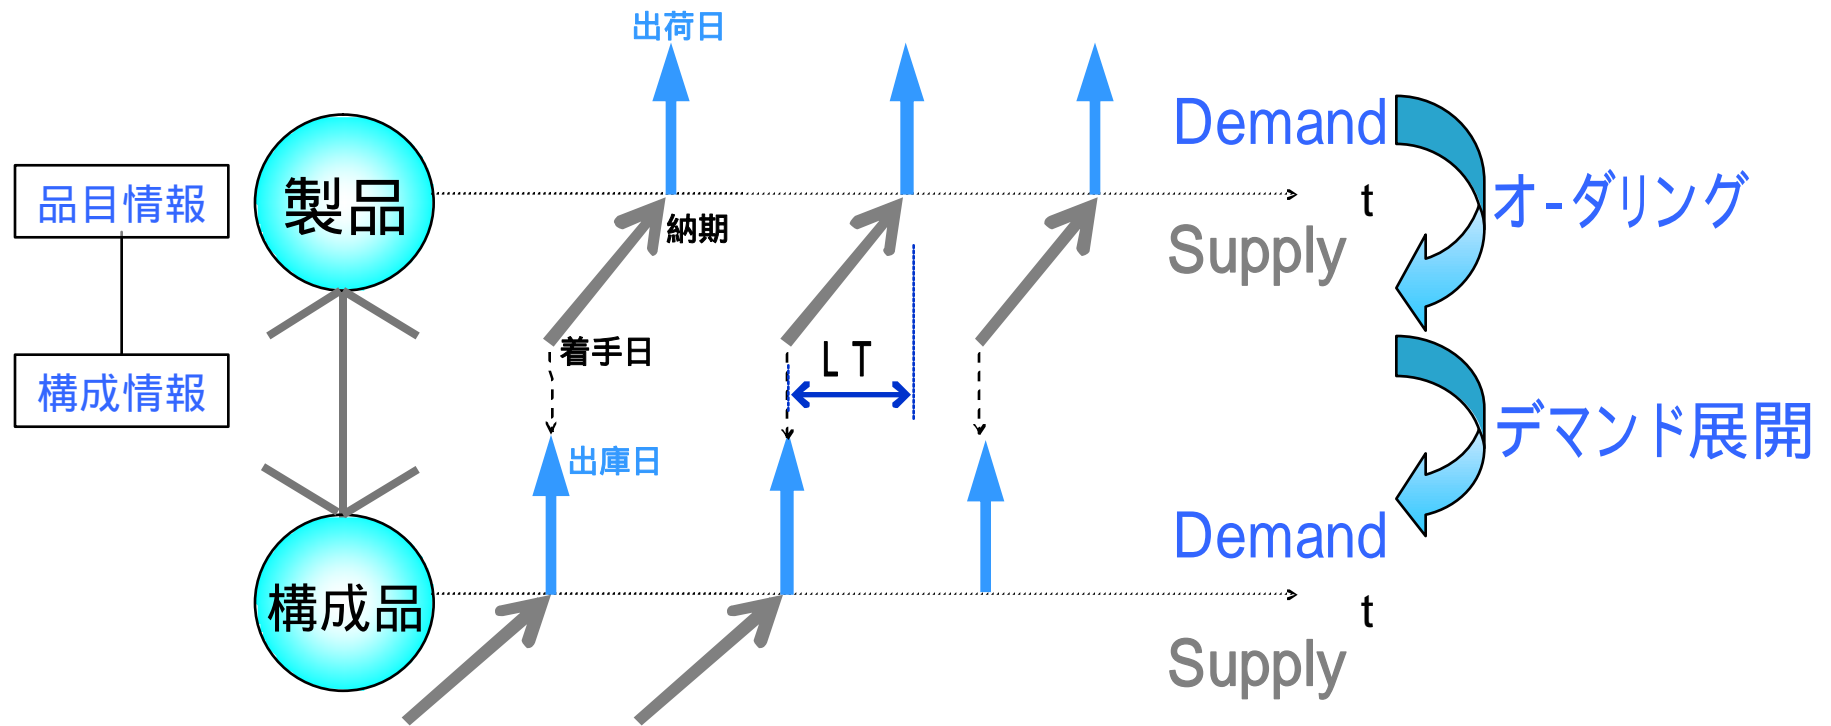 出荷日
Demand
品目情報
製品
t
オ-ダリング
納期
Supply
着手日
LT
構成情報
デマンド展開
出庫日
Demand
構成品
t
Supply